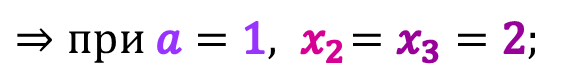 ⇒ при a = 1, x₂ = x₃ = 2;